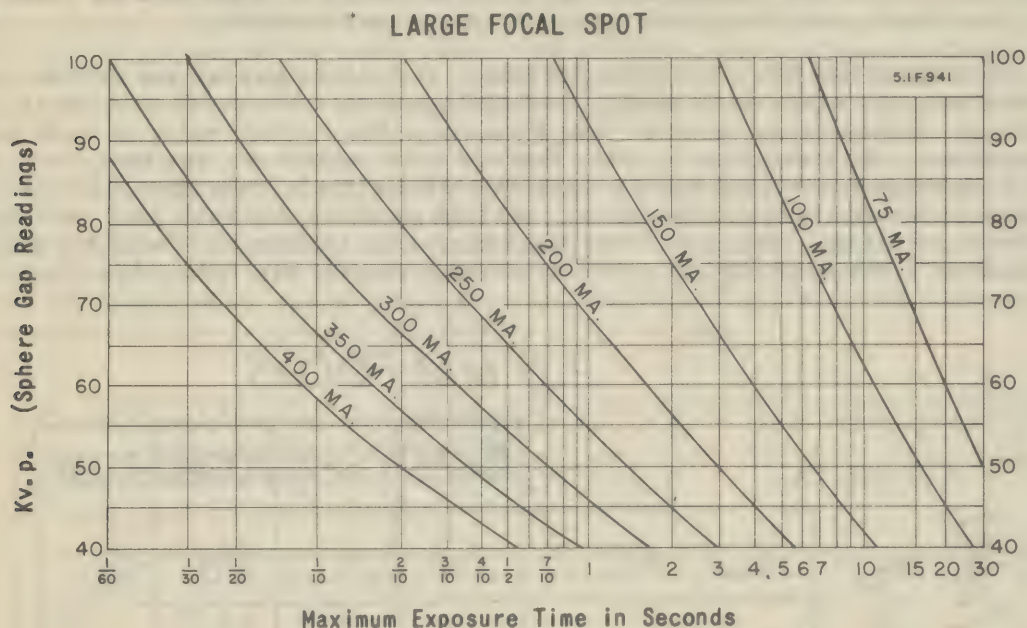 LARGE FOCAL SPOT
5.1F941
Kv.p. (Sphere Gap Readings)
100
90
80
70
60
50
40
100
90
80
70
60
50
40
400 MA.
350 MA.
300 MA.
250 MA.
200 MA.
150 MA.
100 MA.
75 MA.
1/60 1/30 1/20 1/10 2/10 3/10 4/10 1/2 7/10 1 2 3 4 5 6 7 10 15 20 30
Maximum Exposure Time in Seconds